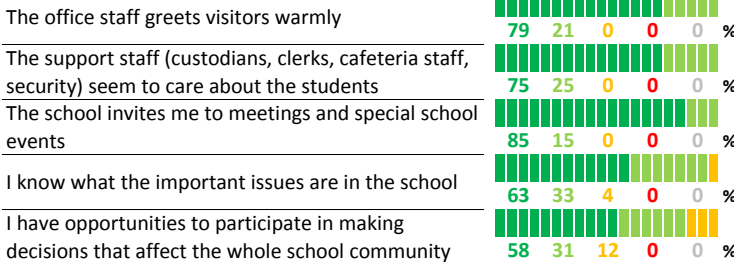 The office staff greets visitors warmly
79 21 0 0 0 %
The support staff (custodians, clerks, cafeteria staff,
security) seem to care about the students
75 25 0 0 0 %
The school invites me to meetings and special school
events
85 15 0 0 0 %
I know what the important issues are in the school
63 33 4 0 0 %
I have opportunities to participate in making
decisions that affect the whole school community
58 31 12 0 0 %